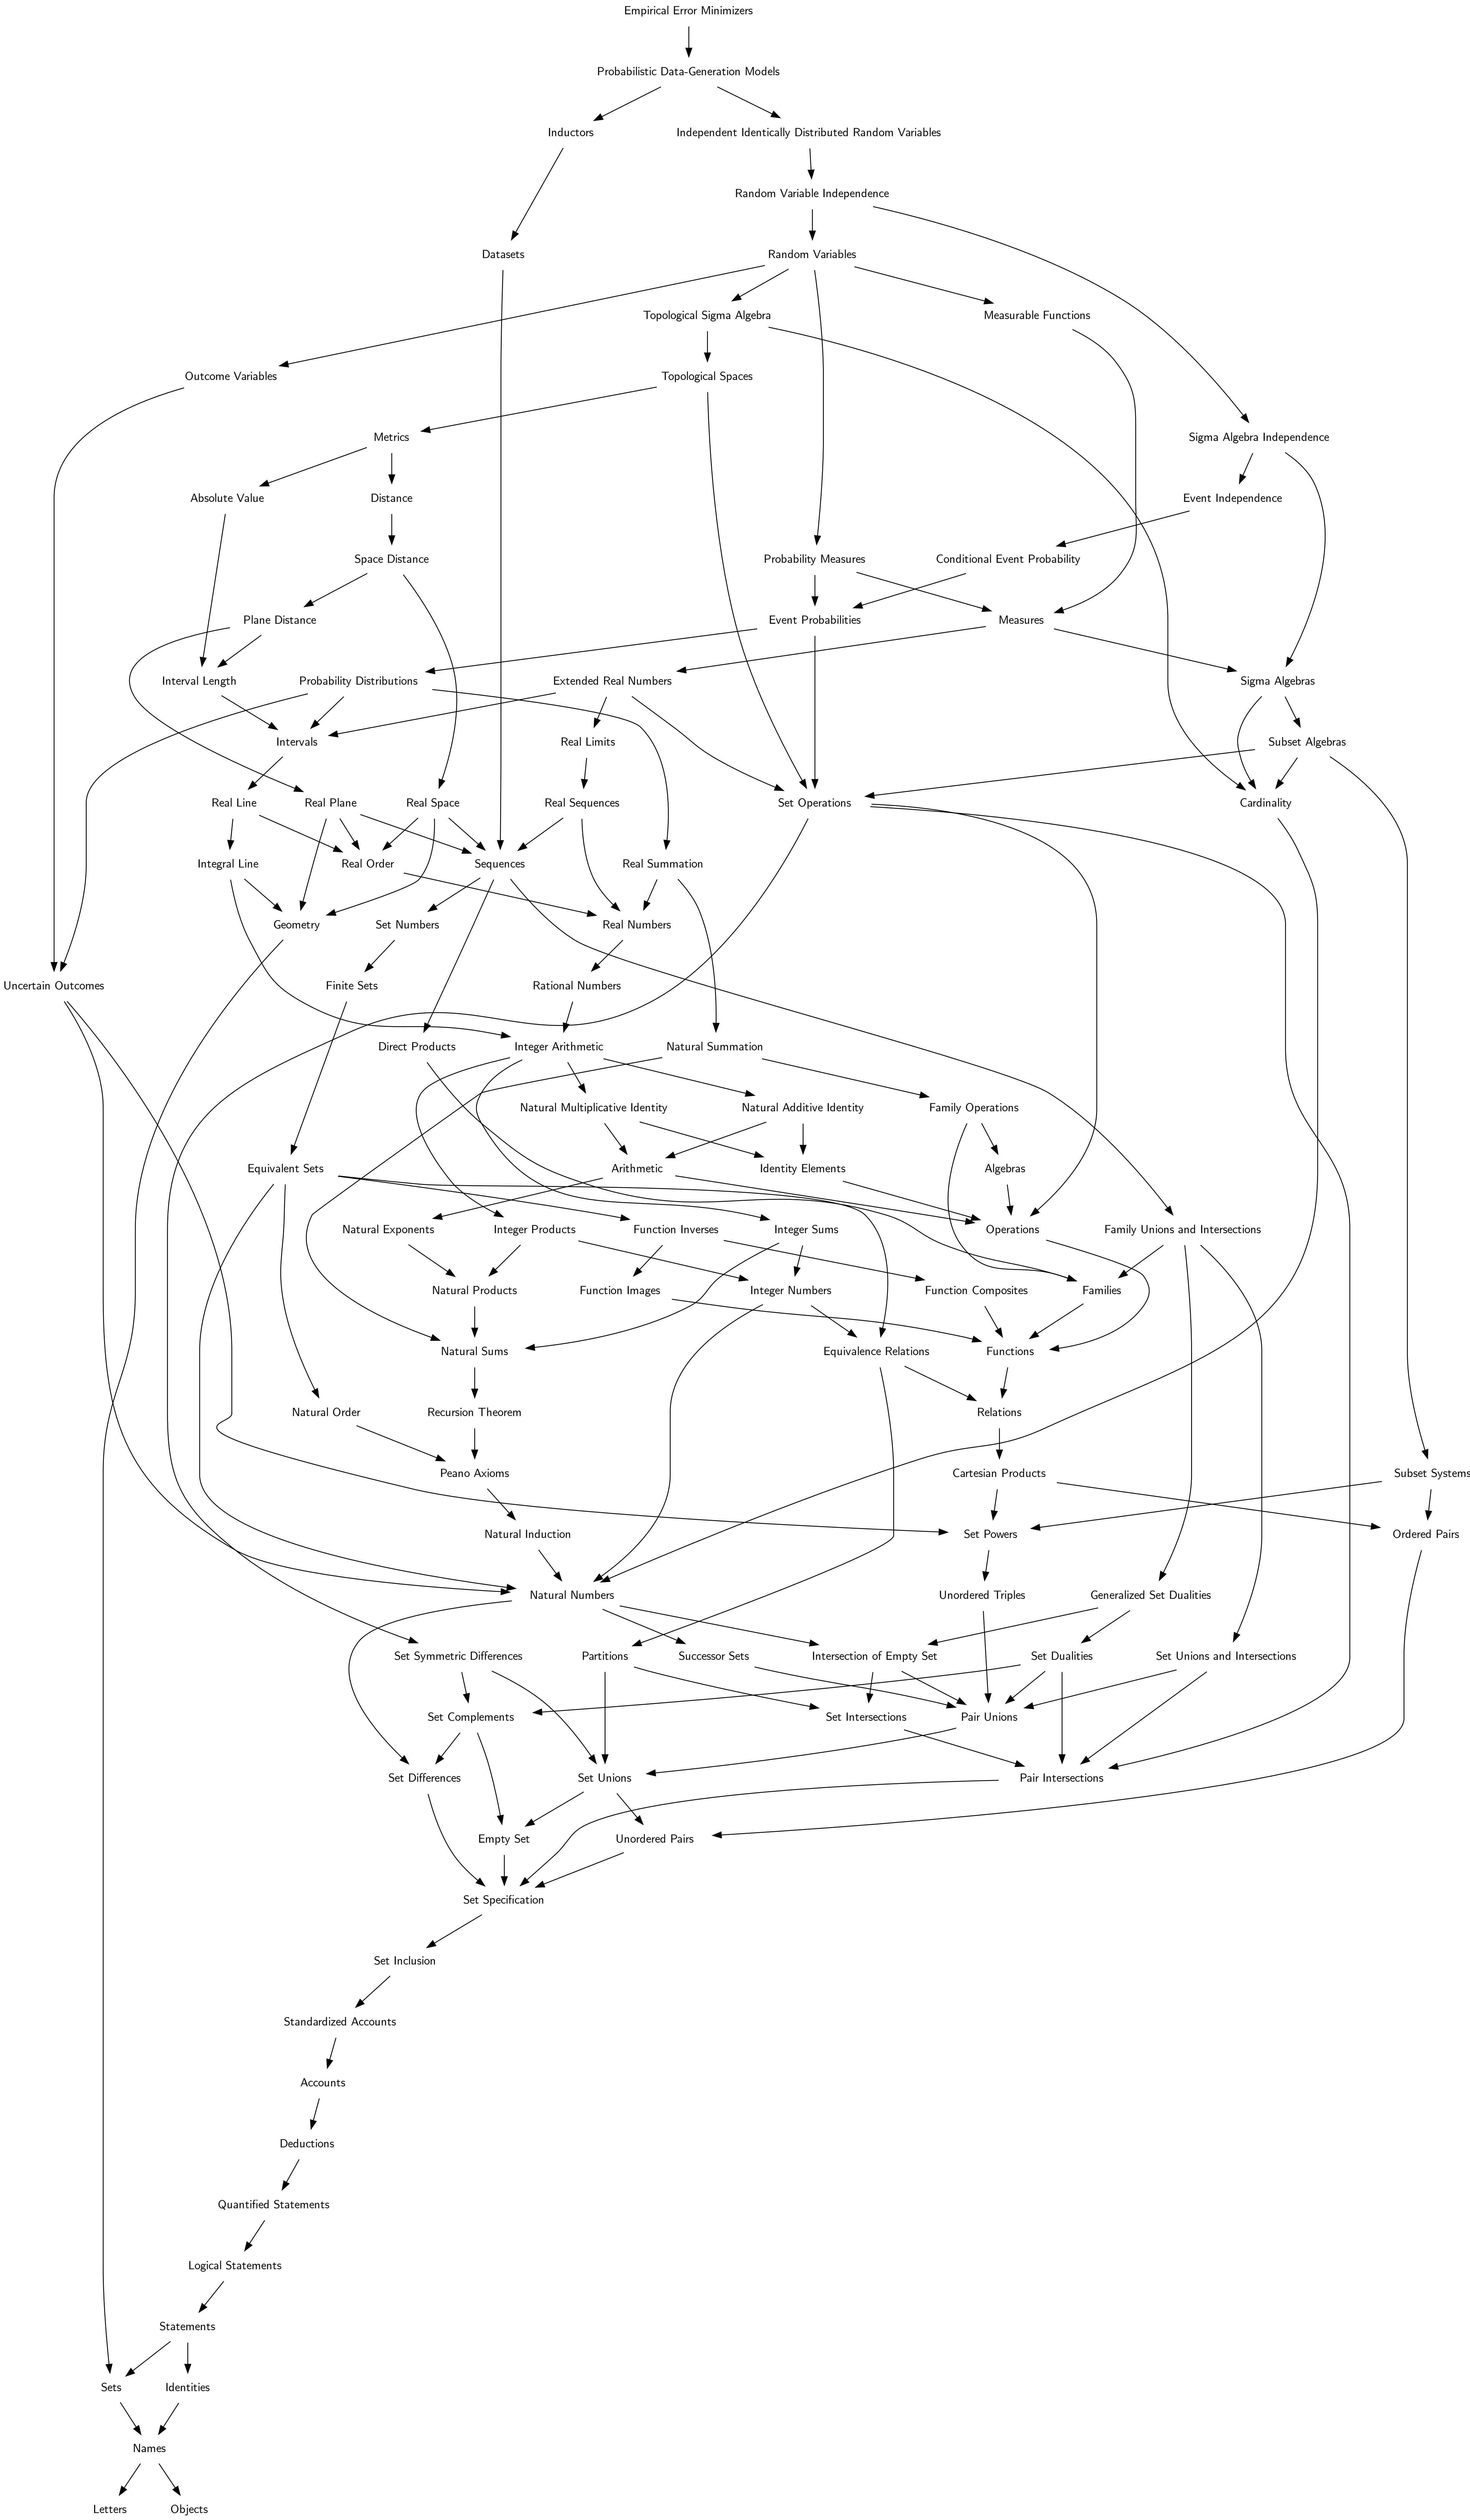 Empirical Error Minimizers
Probabilistic Data-Generation Models
Inductors
Independent Identically Distributed Random Variables
Random Variable Independence
Datasets
Random Variables
Topological Sigma Algebra
Measurable Functions
Outcome Variables
Topological Spaces
Metrics
Sigma Algebra Independence
Absolute Value
Distance
Event Independence
Space Distance
Probability Measures
Conditional Event Probability
Plane Distance
Event Probabilities
Measures
Interval Length
Probability Distributions
Extended Real Numbers
Sigma Algebras
Intervals
Real Limits
Subset Algebras
Real Line
Real Plane
Real Space
Real Sequences
Set Operations
Cardinality
Integral Line
Real Order
Sequences
Real Summation
Geometry
Set Numbers
Real Numbers
Uncertain Outcomes
Finite Sets
Rational Numbers
Direct Products
Integer Arithmetic
Natural Summation
Natural Multiplicative Identity
Natural Additive Identity
Family Operations
Equivalent Sets
Arithmetic
Identity Elements
Algebras
Natural Exponents
Integer Products
Function Inverses
Integer Sums
Operations
Family Unions and Intersections
Natural Products
Function Images
Integer Numbers
Function Composites
Families
Natural Sums
Equivalence Relations
Functions
Natural Order
Recursion Theorem
Relations
Peano Axioms
Cartesian Products
Subset Systems
Natural Induction
Set Powers
Ordered Pairs
Natural Numbers
Unordered Triples
Generalized Set Dualities
Set Symmetric Differences
Partitions
Successor Sets
Intersection of Empty Set
Set Dualities
Set Unions and Intersections
Set Complements
Set Intersections
Pair Unions
Set Differences
Set Unions
Pair Intersections
Empty Set
Unordered Pairs
Set Specification
Set Inclusion
Standardized Accounts
Accounts
Deductions
Quantified Statements
Logical Statements
Statements
Sets
Identities
Names
Letters
Objects